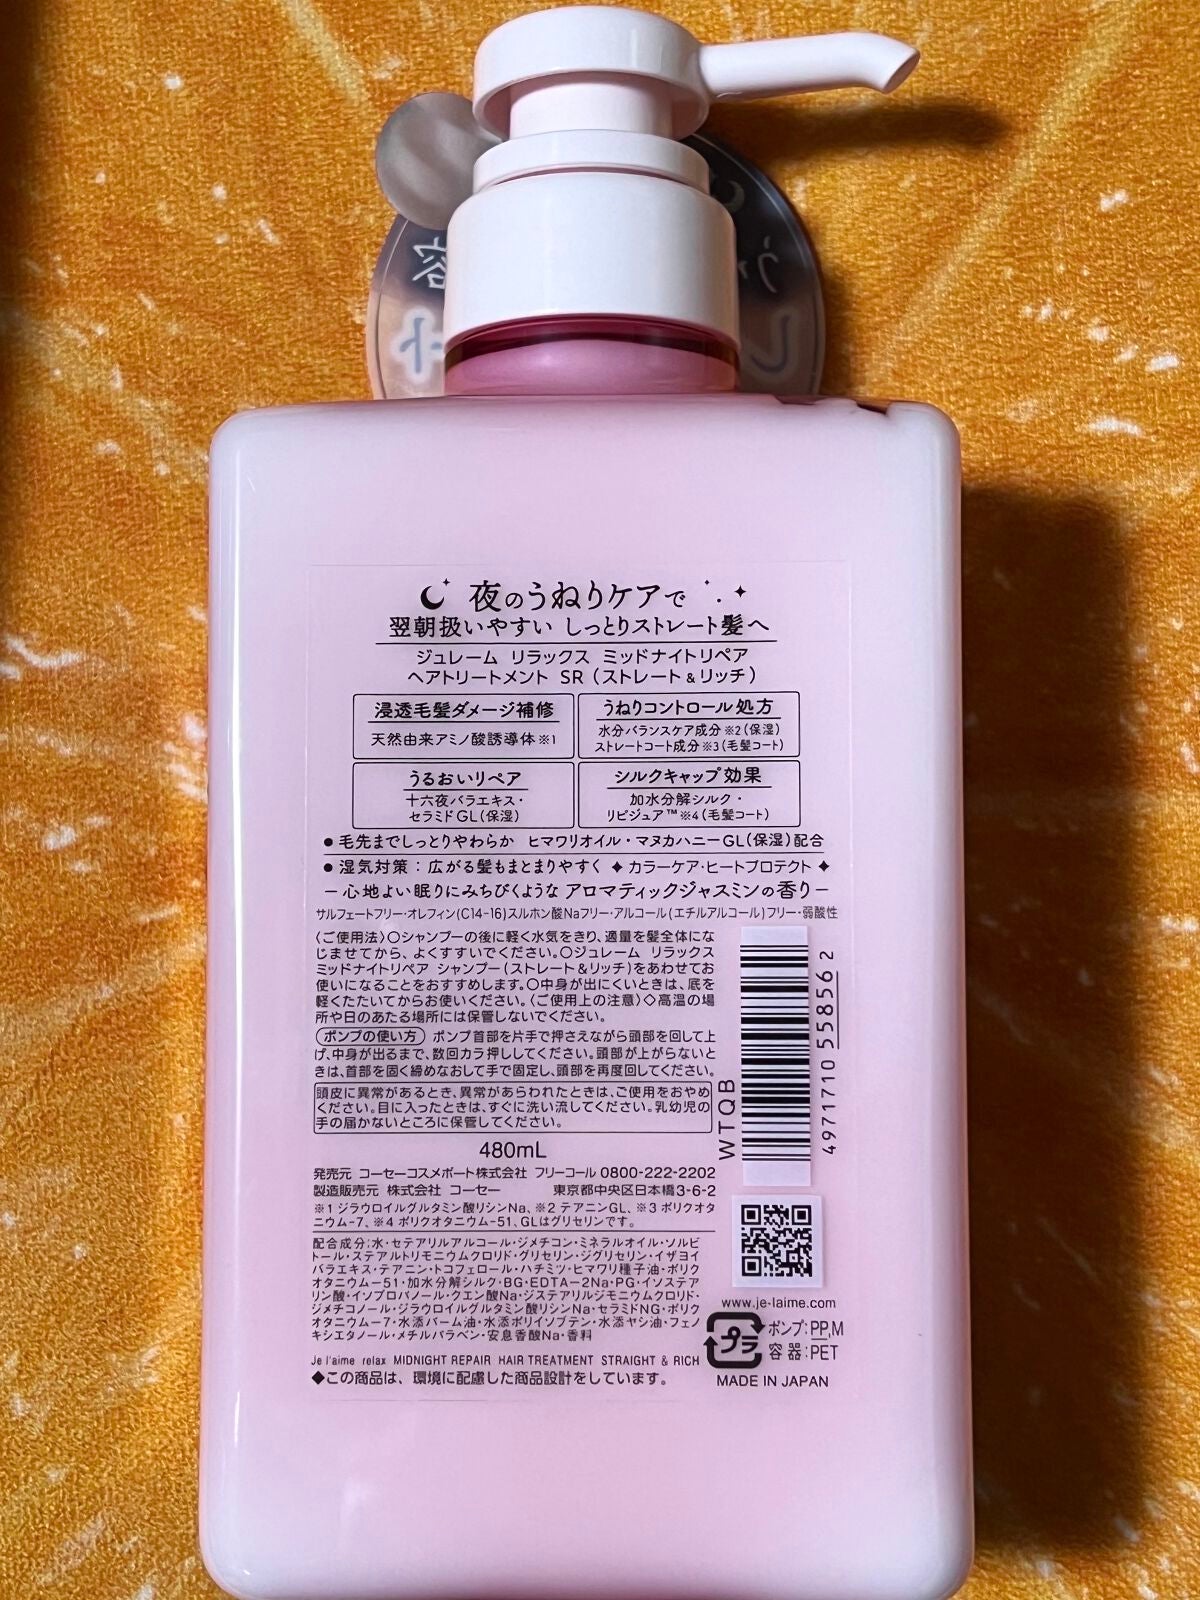 夜のうねりケアで
翌朝扱いやすい しっとりストレート髪へ
ジュレーム リラックス ミッドナイトリペア
ヘアトリートメント SR（ストレート＆リッチ）
浸透毛髪ダメージ補修
天然由来アミノ酸誘導体※1
うねりコントロール処方
水分バランスケア成分※2（保湿）
ストレートコート成分※3（毛髪コート）
うるおいリペア
十六夜バラエキス・
セラミドGL（保湿）
シルクキャップ効果
加水分解シルク・
リピジュア™※4（毛髪コート）
●毛先までしっとりやわらか ヒマワリオイル・マヌカハニーGL（保湿）配合
●湿気対策：広がる髪もまとまりやすく ✦カラーケア・ヒートプロテクト✦
－心地よい眠りにみちびくような アロマティックジャスミンの香り－
サルフェートフリー・オレフィン(C14-16)スルホン酸Naフリー・アルコール(エチルアルコール)フリー・弱酸性
〈ご使用法〉○シャンプーの後に軽く水気をきり、適量を髪全体にな
じませてから、よくすすいでください。○ジュレーム リラックス
ミッドナイトリペア シャンプー(ストレート＆リッチ)をあわせてお
使いになることをおすすめします。○中身が出にくいときは、底を
軽くたたいてからお使いください。〈ご使用上の注意〉◇高温の場
所や日のあたる場所には保管しないでください。
ポンプの使い方 ポンプ首部を片手で押さえながら頭部を回して上
げ、中身が出るまで、数回カラ押ししてください。頭部が上がらないと
きは、首部を固く締めなおして手で固定し、頭部を再度回してください。
頭皮に異常があるとき、異常があらわれたときは、ご使用をおやめ
ください。目に入ったときは、すぐに洗い流してください。乳幼児の
手の届かないところに保管してください。
WTQB
4971710 55856 2
480mL
発売元 コーセーコスメポート株式会社 フリーコール 0800-222-2202
製造販売元 株式会社 コーセー 東京都中央区日本橋3-6-2
※1 ジラウロイルグルタミン酸リシンNa、※2 テアニンGL、※3 ポリクオタ
ニウム-7、※4 ポリクオタニウム-51、GLはグリセリンです。
配合成分：水・セテアリルアルコール・ジメチコン・ミネラルオイル・ソルビ
トール・ステアルトリモニウムクロリド・グリセリン・ジグリセリン・イザヨイ
バラエキス・テアニン・トコフェロール・ハチミツ・ヒマワリ種子油・ポリク
オタニウム-51・加水分解シルク・BG・EDTA-2Na・PG・イソステア
リン酸・イソプロパノール・クエン酸Na・ジステアリルジモニウムクロリド・
ジメチコノール・ジラウロイルグルタミン酸リシンNa・セラミドNG・ポリク
オタニウム-7・水添パーム油・水添ポリイソブテン・水添ヤシ油・フェノ
キシエタノール・メチルパラベン・安息香酸Na・香料
Je l'aime relax MIDNIGHT REPAIR HAIR TREATMENT STRAIGHT & RICH
◆この商品は、環境に配慮した商品設計をしています。
www.je-laime.com
プラ
ポンプ：PP,M
容器：PET
MADE IN JAPAN